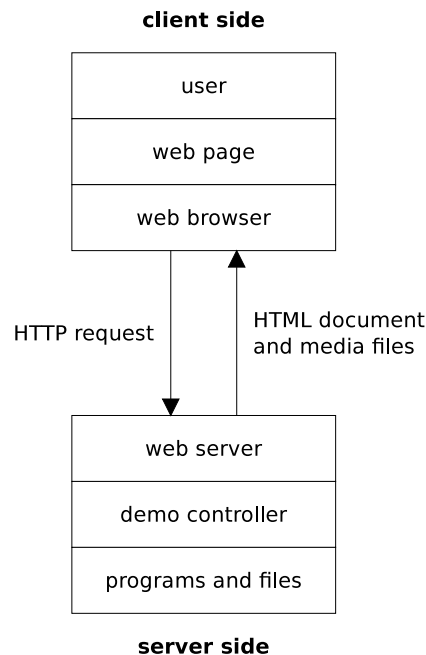 client side
user
web page
web browser
HTTP request
HTML document
and media files
web server
demo controller
programs and files
server side